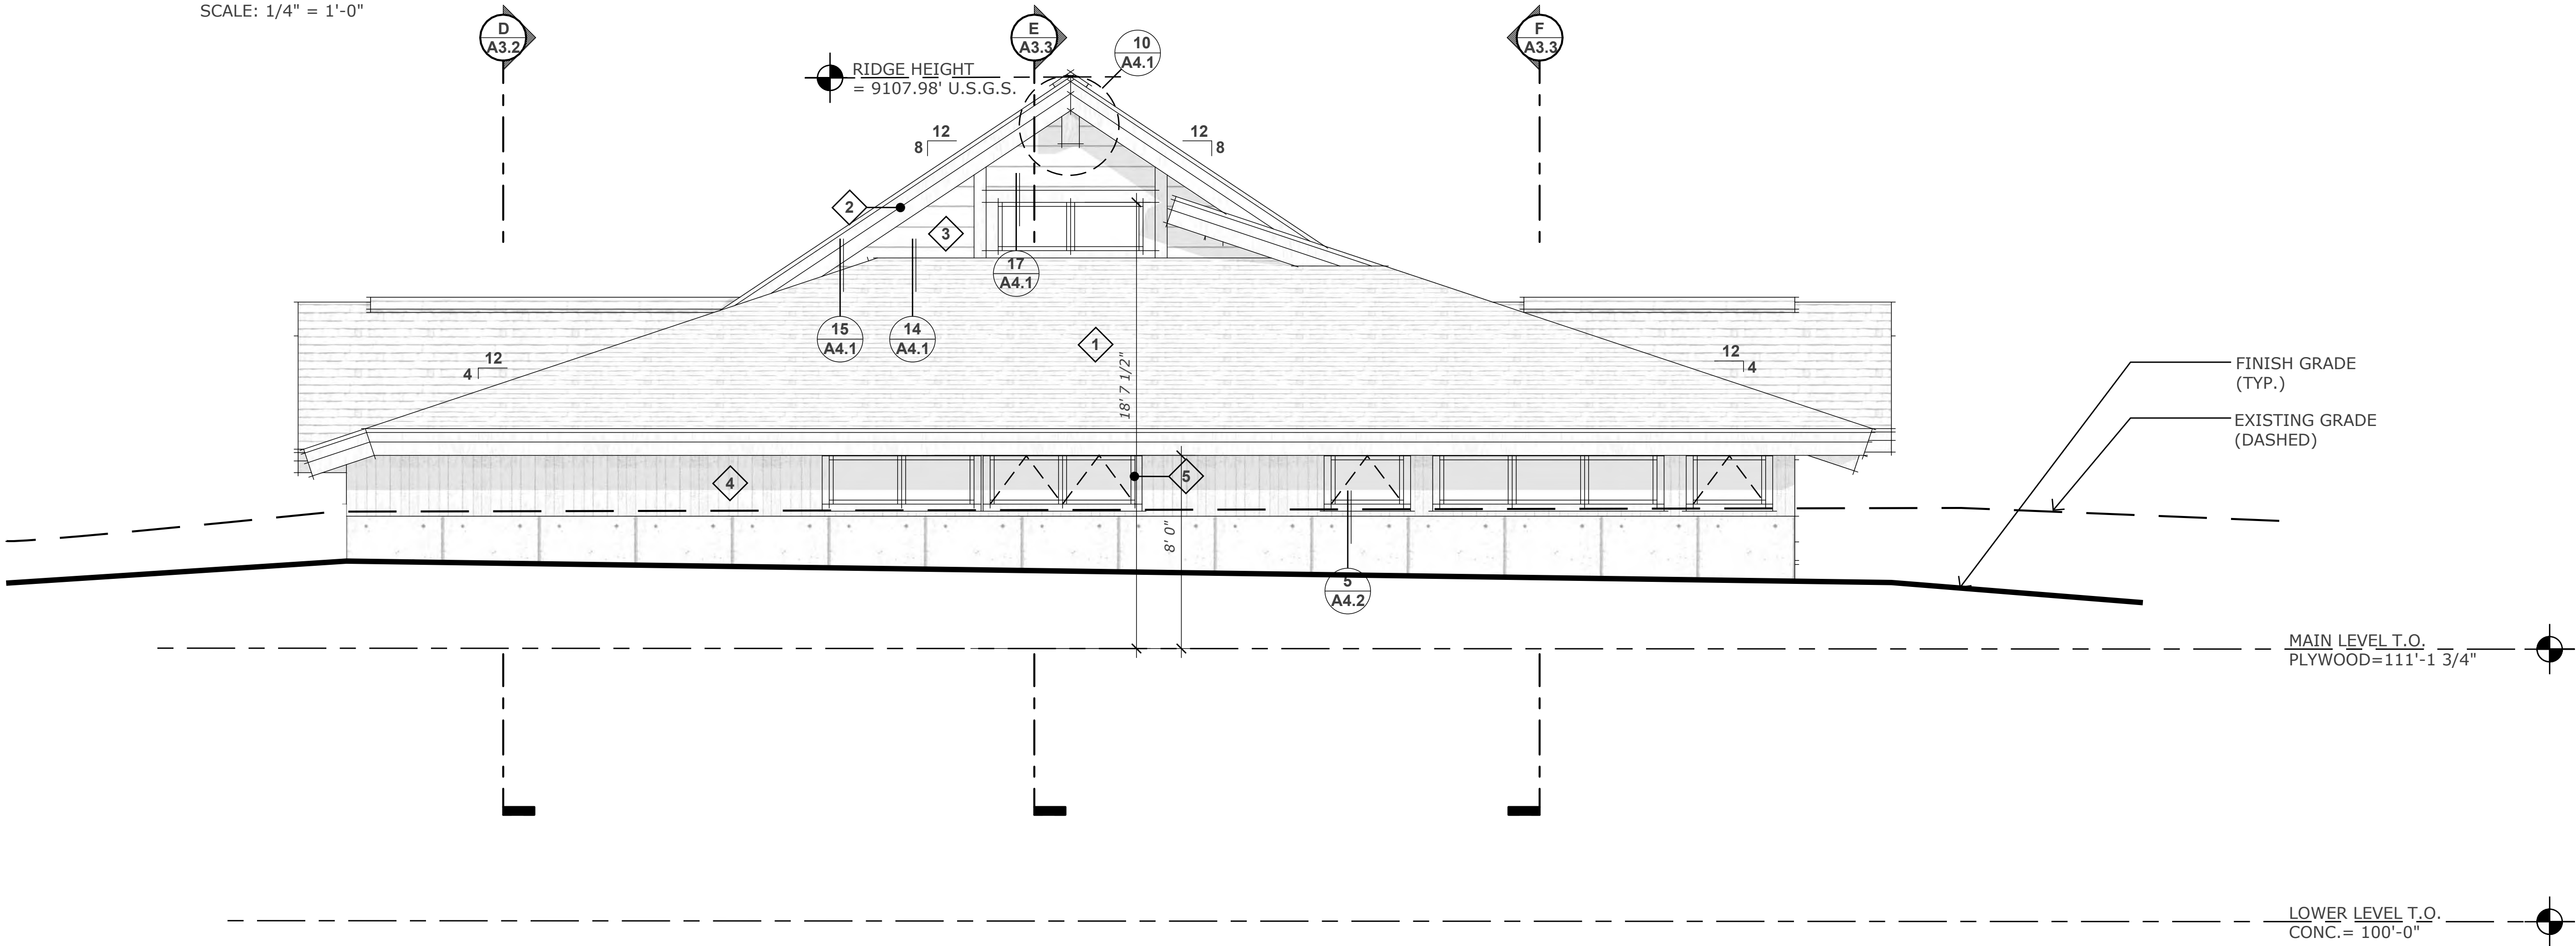 SCALE: 1/4" = 1'-0"
D
A3.2
E
A3.3
F
A3.3
10
A4.1
RIDGE HEIGHT
= 9107.98' U.S.G.S.
12
8
12
8
2
3
17
A4.1
15
A4.1
14
A4.1
1
12
4
12
4
18' 7 1/2"
FINISH GRADE
(TYP.)
EXISTING GRADE
(DASHED)
4
5
8' 0"
5
A4.2
MAIN LEVEL T.O.
PLYWOOD=111'-1 3/4"
LOWER LEVEL T.O.
CONC.= 100'-0"